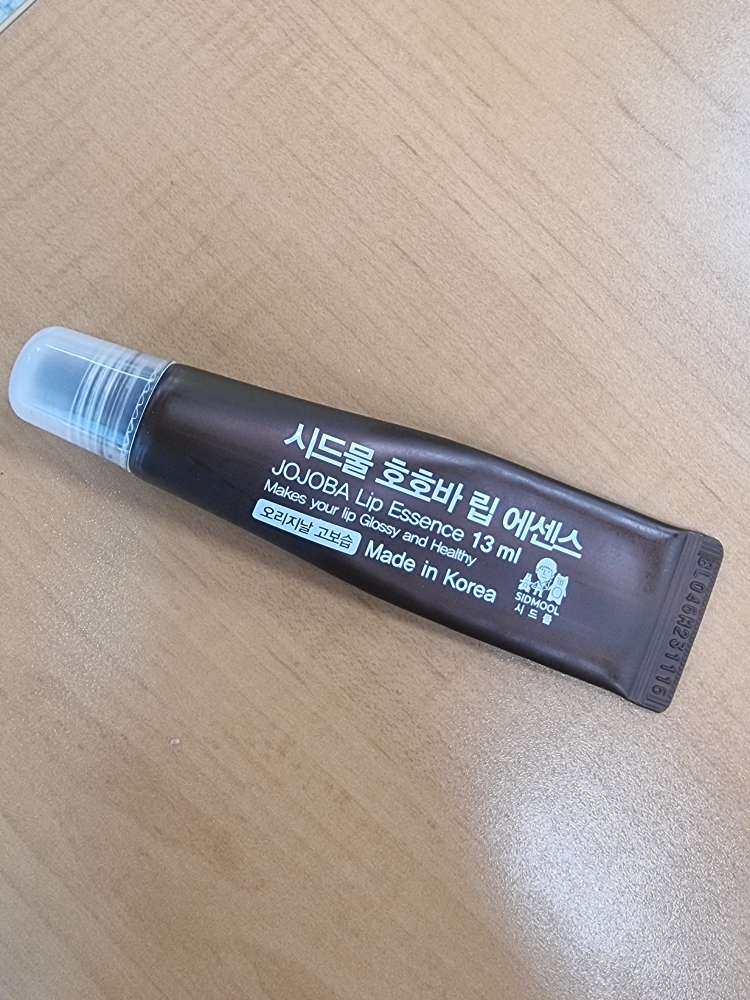 시드물 호호바 립 에센스
JOJOBA Lip Essence 13 ml
Makes your lip Glossy and Healthy
오리지날 고보습 Made in Korea
SIDMOOL
시드물
BL046M231116